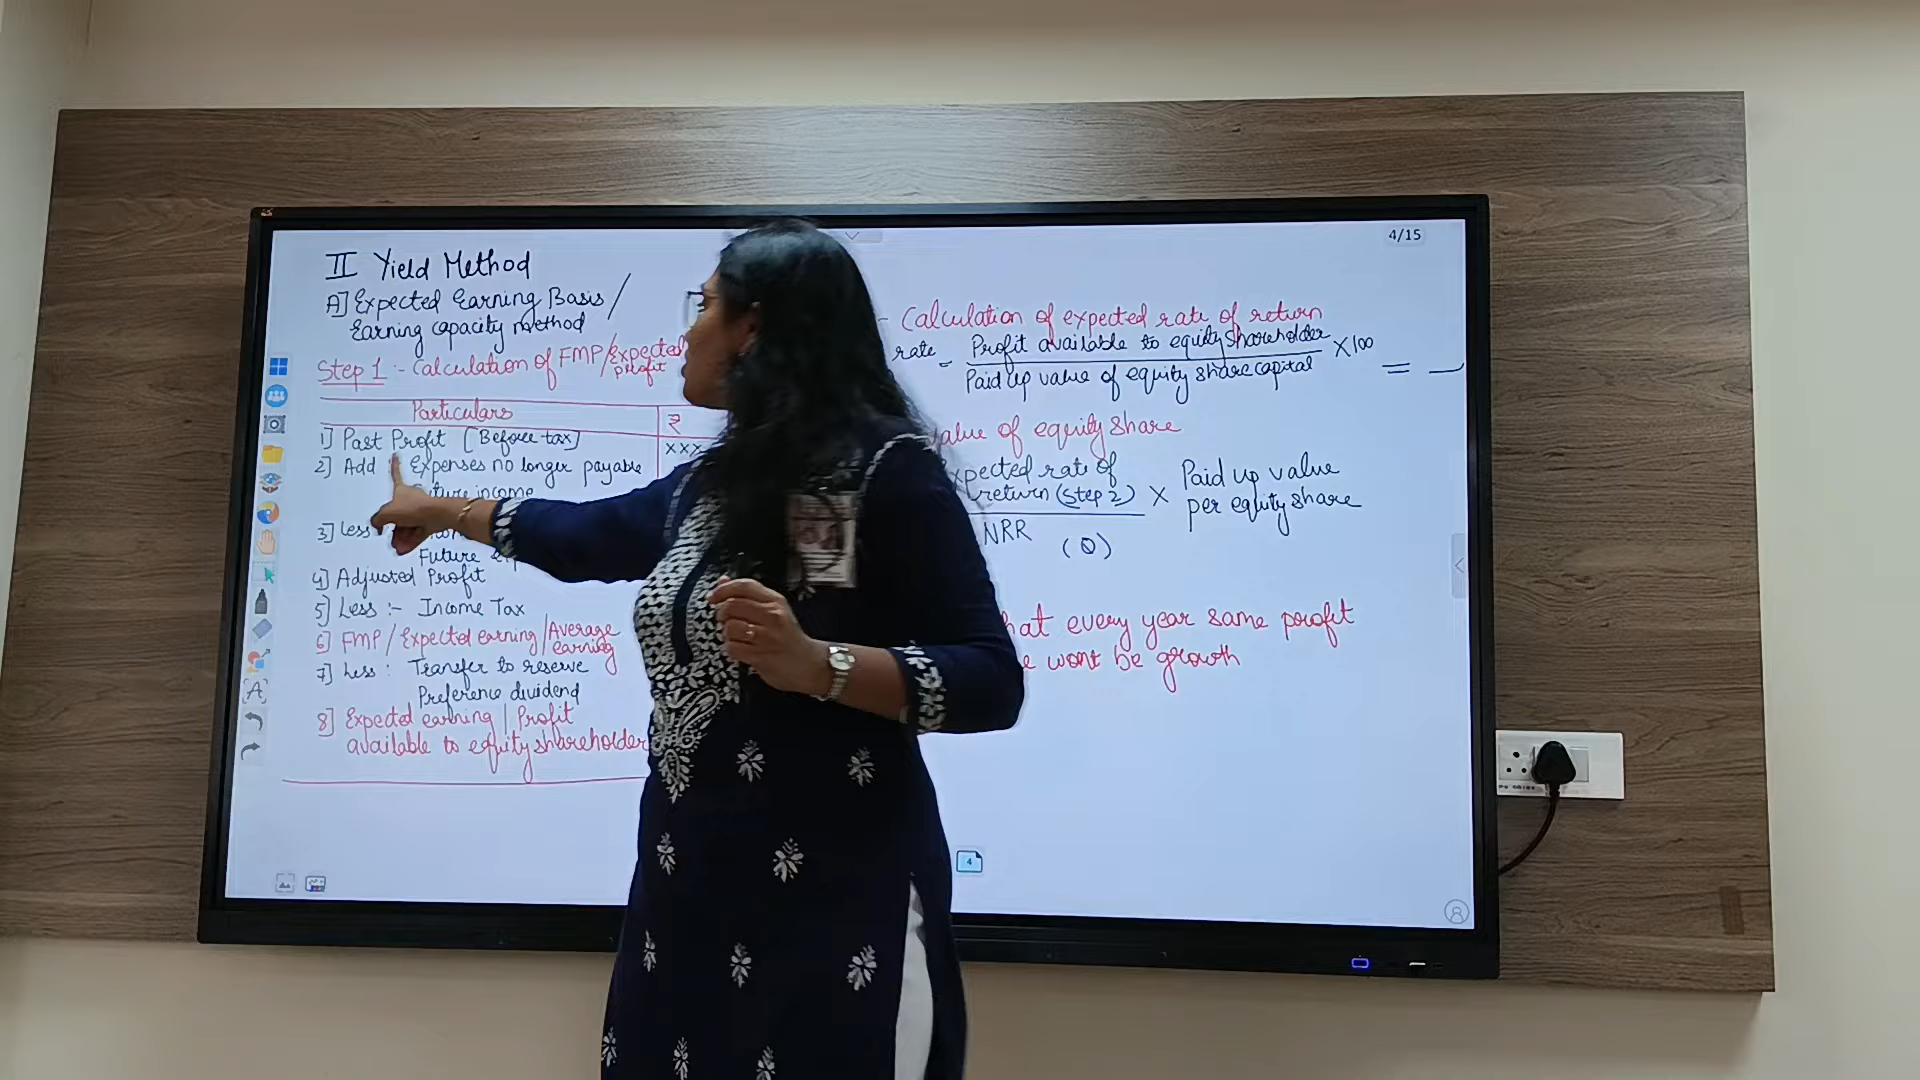 4/15
II Yield Method
A] Expected Earning Basis /
Earning capacity method
Step 1 :- Calculation of FMP/Expected
profit
Particulars ₹
1] Past Profit [Before tax] xxx
2] Add : Expenses no longer payable
Future income
3] Less
Future
4] Adjusted Profit
5] Less :- Income Tax
6] FMP / Expected earning / Average
earning
7] Less : Transfer to reserve
Preference dividend
8] Expected earning | Profit
available to equity shareholder
- Calculation of expected rate of return
rate = Profit available to equity shareholder X 100 = _
Paid up value of equity share capital
value of equity share
expected rate of
return (Step 2) X Paid up value
per equity share
NRR
hat every year same profit
e wont be growth
4